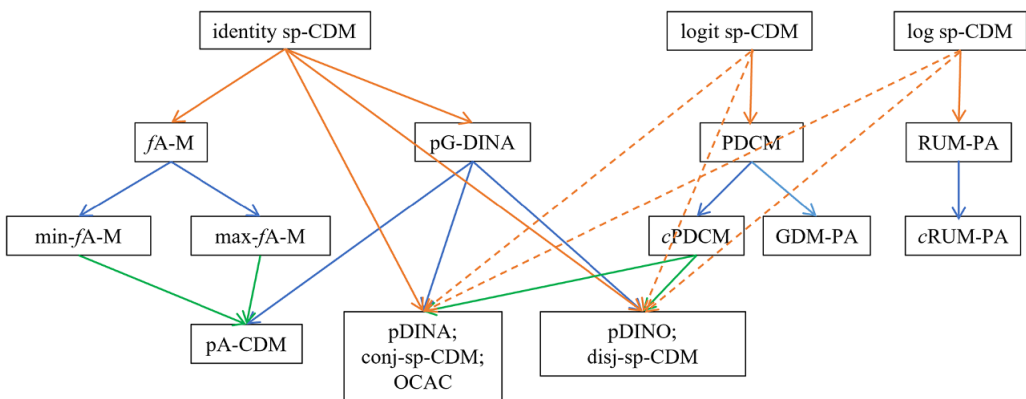 identity sp-CDM
logit sp-CDM
log sp-CDM
fA-M
pG-DINA
PDCM
RUM-PA
min-fA-M
max-fA-M
cPDCM
GDM-PA
cRUM-PA
pA-CDM
pDINA;
conj-sp-CDM;
OCAC
pDINO;
disj-sp-CDM